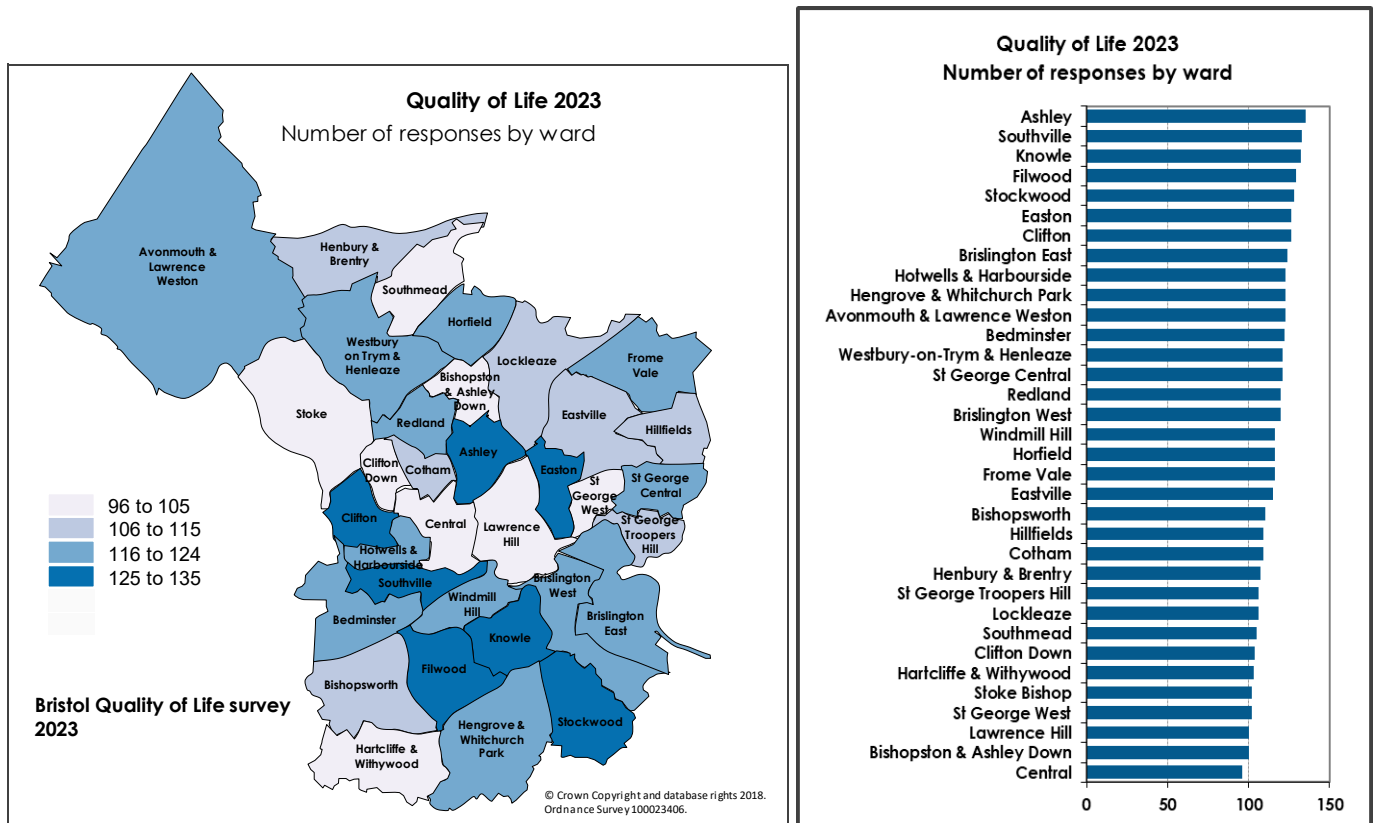 Quality of Life 2023
Number of responses by ward
Avonmouth &
Lawrence
Weston
Henbury &
Brentry
Southmead
Horfield
Westbury
on Trym &
Henleaze
Lockleaze
Frome
Vale
Bishopston
& Ashley
Down
Stoke
Redland
Eastville
Hillfields
Ashley
Clifton
Down
Cotham
Easton
St
George
West
St George
Central
Clifton
Central
Lawrence
Hill
St George
Troopers
Hill
Hotwells &
Harbourside
Southville
Brislington
West
Windmill
Hill
Bedminster
Brislington
East
Knowle
Filwood
Bishopsworth
Stockwood
Hengrove &
Whitchurch
Park
Hartcliffe &
Withywood
96 to 105
106 to 115
116 to 124
125 to 135
Bristol Quality of Life survey
2023
© Crown Copyright and database rights 2018.
Ordnance Survey 100023406.
Quality of Life 2023
Number of responses by ward
Ashley
Southville
Knowle
Filwood
Stockwood
Easton
Clifton
Brislington East
Hotwells & Harbourside
Hengrove & Whitchurch Park
Avonmouth & Lawrence Weston
Bedminster
Westbury-on-Trym & Henleaze
St George Central
Redland
Brislington West
Windmill Hill
Horfield
Frome Vale
Eastville
Bishopsworth
Hillfields
Cotham
Henbury & Brentry
St George Troopers Hill
Lockleaze
Southmead
Clifton Down
Hartcliffe & Withywood
Stoke Bishop
St George West
Lawrence Hill
Bishopston & Ashley Down
Central
0 50 100 150